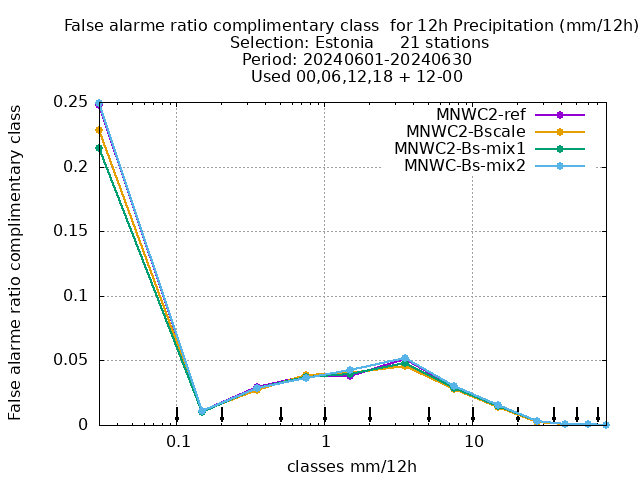 False alarme ratio complimentary class  for 12h Precipitation (mm/12h)
Selection: Estonia     21 stations
Period: 20240601-20240630
Used 00,06,12,18 + 12-00
False alarme ratio complimentary class
0.25
0.2
0.15
0.1
0.05
0
MNWC2-ref
MNWC2-Bscale
MNWC2-Bs-mix1
MNWC-Bs-mix2
0.1 1 10
classes mm/12h